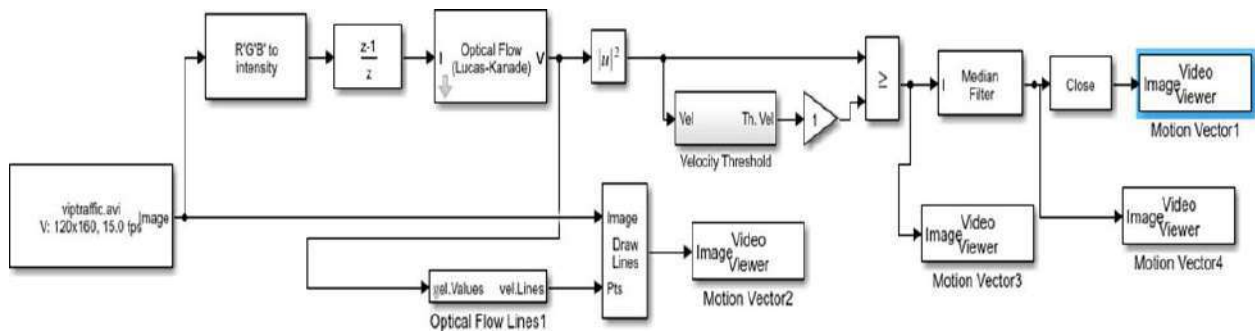 R'G'B' to
intensity
z-1
z
I
Optical Flow
(Lucas-Kanade)
V
|u|²
Vel
Th. Vel
Velocity Threshold
1
≥
I
Median
Filter
Close
Image
Video
Viewer
Motion Vector1
viptraffic.avi
V: 120x160, 15.0 fps
Image
Image
Draw
Lines
Pts
Image
Video
Viewer
Motion Vector2
Image
Video
Viewer
Motion Vector3
Image
Video
Viewer
Motion Vector4
vel.Values
vel.Lines
Optical Flow Lines1